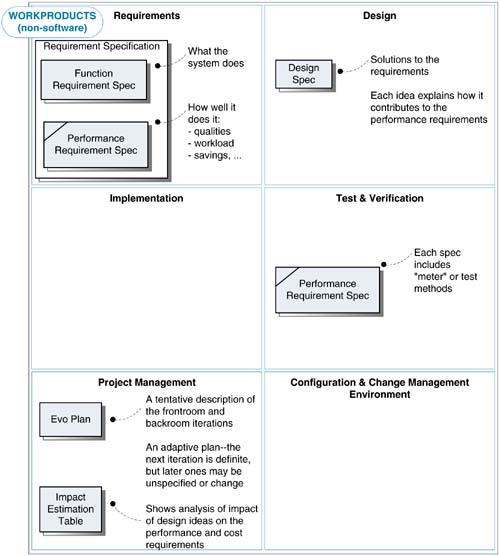 WORKPRODUCTS
(non-software)
Requirements
Requirement Specification
Function
Requirement Spec
What the
system does
Performance
Requirement Spec
How well it
does it:
- qualities
- workload
- savings, ...
Design
Design
Spec
Solutions to the
requirements
Each idea explains how it
contributes to the
performance requirements
Implementation
Test & Verification
Performance
Requirement Spec
Each spec
includes
"meter" or test
methods
Project Management
Evo Plan
A tentative description of
the frontroom and
backroom iterations
An adaptive plan--the
next iteration is definite,
but later ones may be
unspecified or change
Impact
Estimation
Table
Shows analysis of impact
of design ideas on the
performance and cost
requirements
Configuration & Change Management
Environment